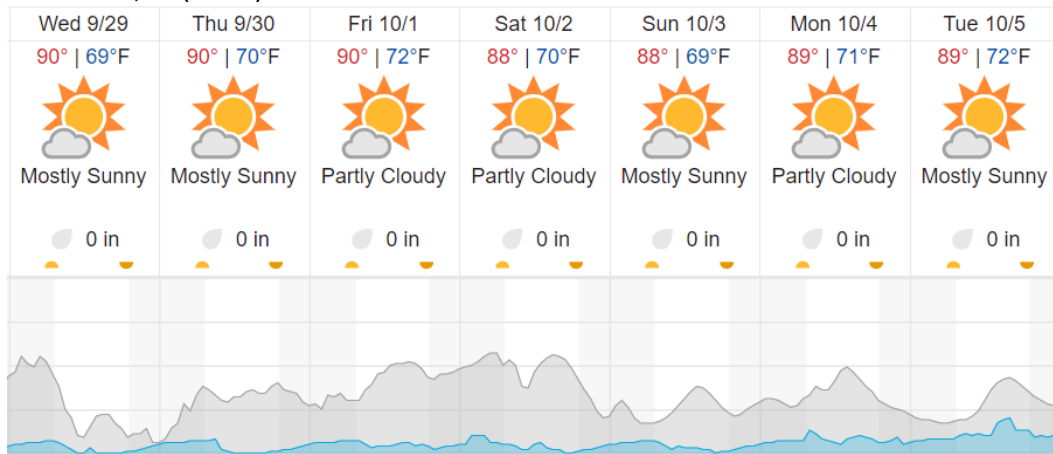 Wed 9/29 Thu 9/30 Fri 10/1 Sat 10/2 Sun 10/3 Mon 10/4 Tue 10/5
90° | 69°F 90° | 70°F 90° | 72°F 88° | 70°F 88° | 69°F 89° | 71°F 89° | 72°F
Mostly Sunny Mostly Sunny Partly Cloudy Partly Cloudy Mostly Sunny Partly Cloudy Mostly Sunny
0 in 0 in 0 in 0 in 0 in 0 in 0 in